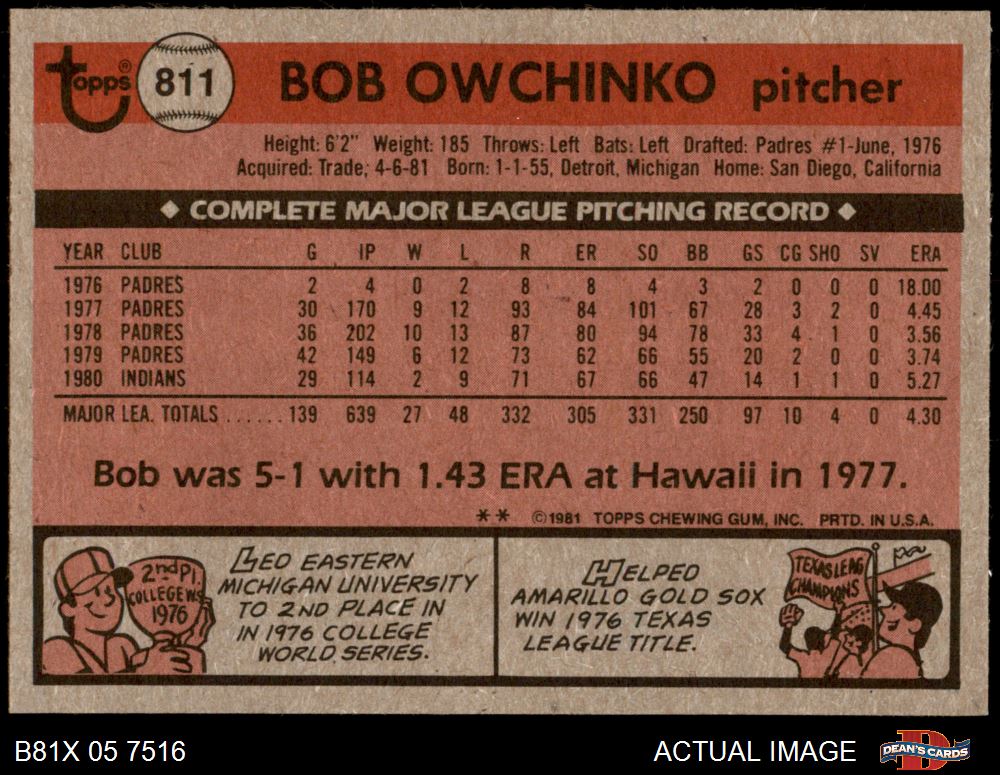 topps®
811
BOB OWCHINKO pitcher
Height: 6'2" Weight: 185 Throws: Left Bats: Left Drafted: Padres #1-June, 1976
Acquired: Trade; 4-6-81 Born: 1-1-55, Detroit, Michigan Home: San Diego, California
◆ COMPLETE MAJOR LEAGUE PITCHING RECORD ◆
YEAR CLUB G IP W L R ER SO BB GS CG SHO SV ERA
1976 PADRES 2 4 0 2 8 8 4 3 2 0 0 0 18.00
1977 PADRES 30 170 9 12 93 84 101 67 28 3 2 0 4.45
1978 PADRES 36 202 10 13 87 80 94 78 33 4 1 0 3.56
1979 PADRES 42 149 6 12 73 62 66 55 20 2 0 0 3.74
1980 INDIANS 29 114 2 9 71 67 66 47 14 1 1 0 5.27
MAJOR LEA. TOTALS ...... 139 639 27 48 332 305 331 250 97 10 4 0 4.30
Bob was 5-1 with 1.43 ERA at Hawaii in 1977.
** ©1981 TOPPS CHEWING GUM, INC. PRTD. IN U.S.A.
2nd Pl.
COLLEGE W.S.
1976
LED EASTERN
MICHIGAN UNIVERSITY
TO 2ND PLACE IN
IN 1976 COLLEGE
WORLD SERIES.
HELPED
AMARILLO GOLD SOX
WIN 1976 TEXAS
LEAGUE TITLE.
TEXAS LEAG
CHAMPIONS
B81X 05 7516
ACTUAL IMAGE
DEAN'S CARDS